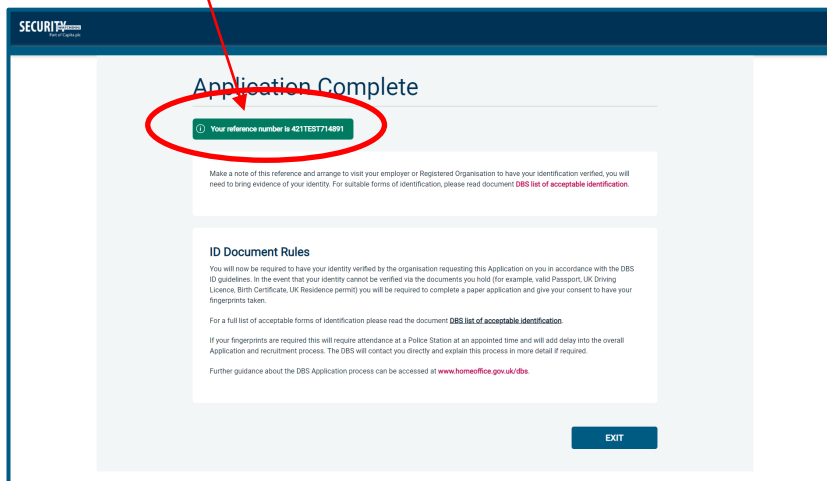 SECURITY
Part of Capita plc
Application Complete
Your reference number is 421TEST714891
Make a note of this reference and arrange to visit your employer or Registered Organisation to have your identification verified, you will
need to bring evidence of your identity. For suitable forms of identification, please read document DBS list of acceptable identification.
ID Document Rules
You will now be required to have your identity verified by the organisation requesting this Application on you in accordance with the DBS
ID guidelines. In the event that your identity cannot be verified via the documents you hold (for example, valid Passport, UK Driving
Licence, Birth Certificate, UK Residence permit) you will be required to complete a paper application and give your consent to have your
fingerprints taken.
For a full list of acceptable forms of identification please read the document DBS list of acceptable identification.
If your fingerprints are required this will require attendance at a Police Station at an appointed time and will add delay into the overall
Application and recruitment process. The DBS will contact you directly and explain this process in more detail if required.
Further guidance about the DBS Application process can be accessed at www.homeoffice.gov.uk/dbs.
EXIT